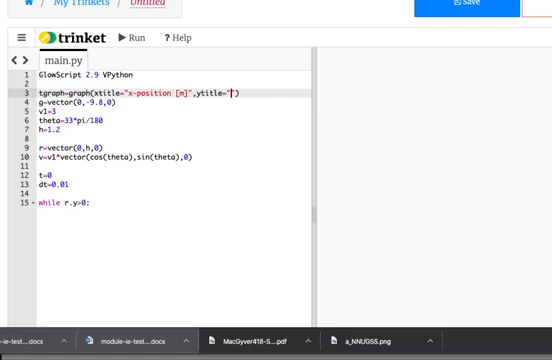 / My Trinkets / Untitled
Save
trinket Run ? Help
main.py
1 GlowScript 2.9 VPython
2
3 tgraph=graph(xtitle="x-position [m]",ytitle="")
4 g=vector(0,-9.8,0)
5 v1=3
6 theta=33*pi/180
7 h=1.2
8
9 r=vector(0,h,0)
10 v=v1*vector(cos(theta),sin(theta),0)
11
12 t=0
13 dt=0.01
14
15 while r.y>0:
-ie-test....docx module-ie-test....docx MacGyver418-S....pdf a_NNUG5S.png